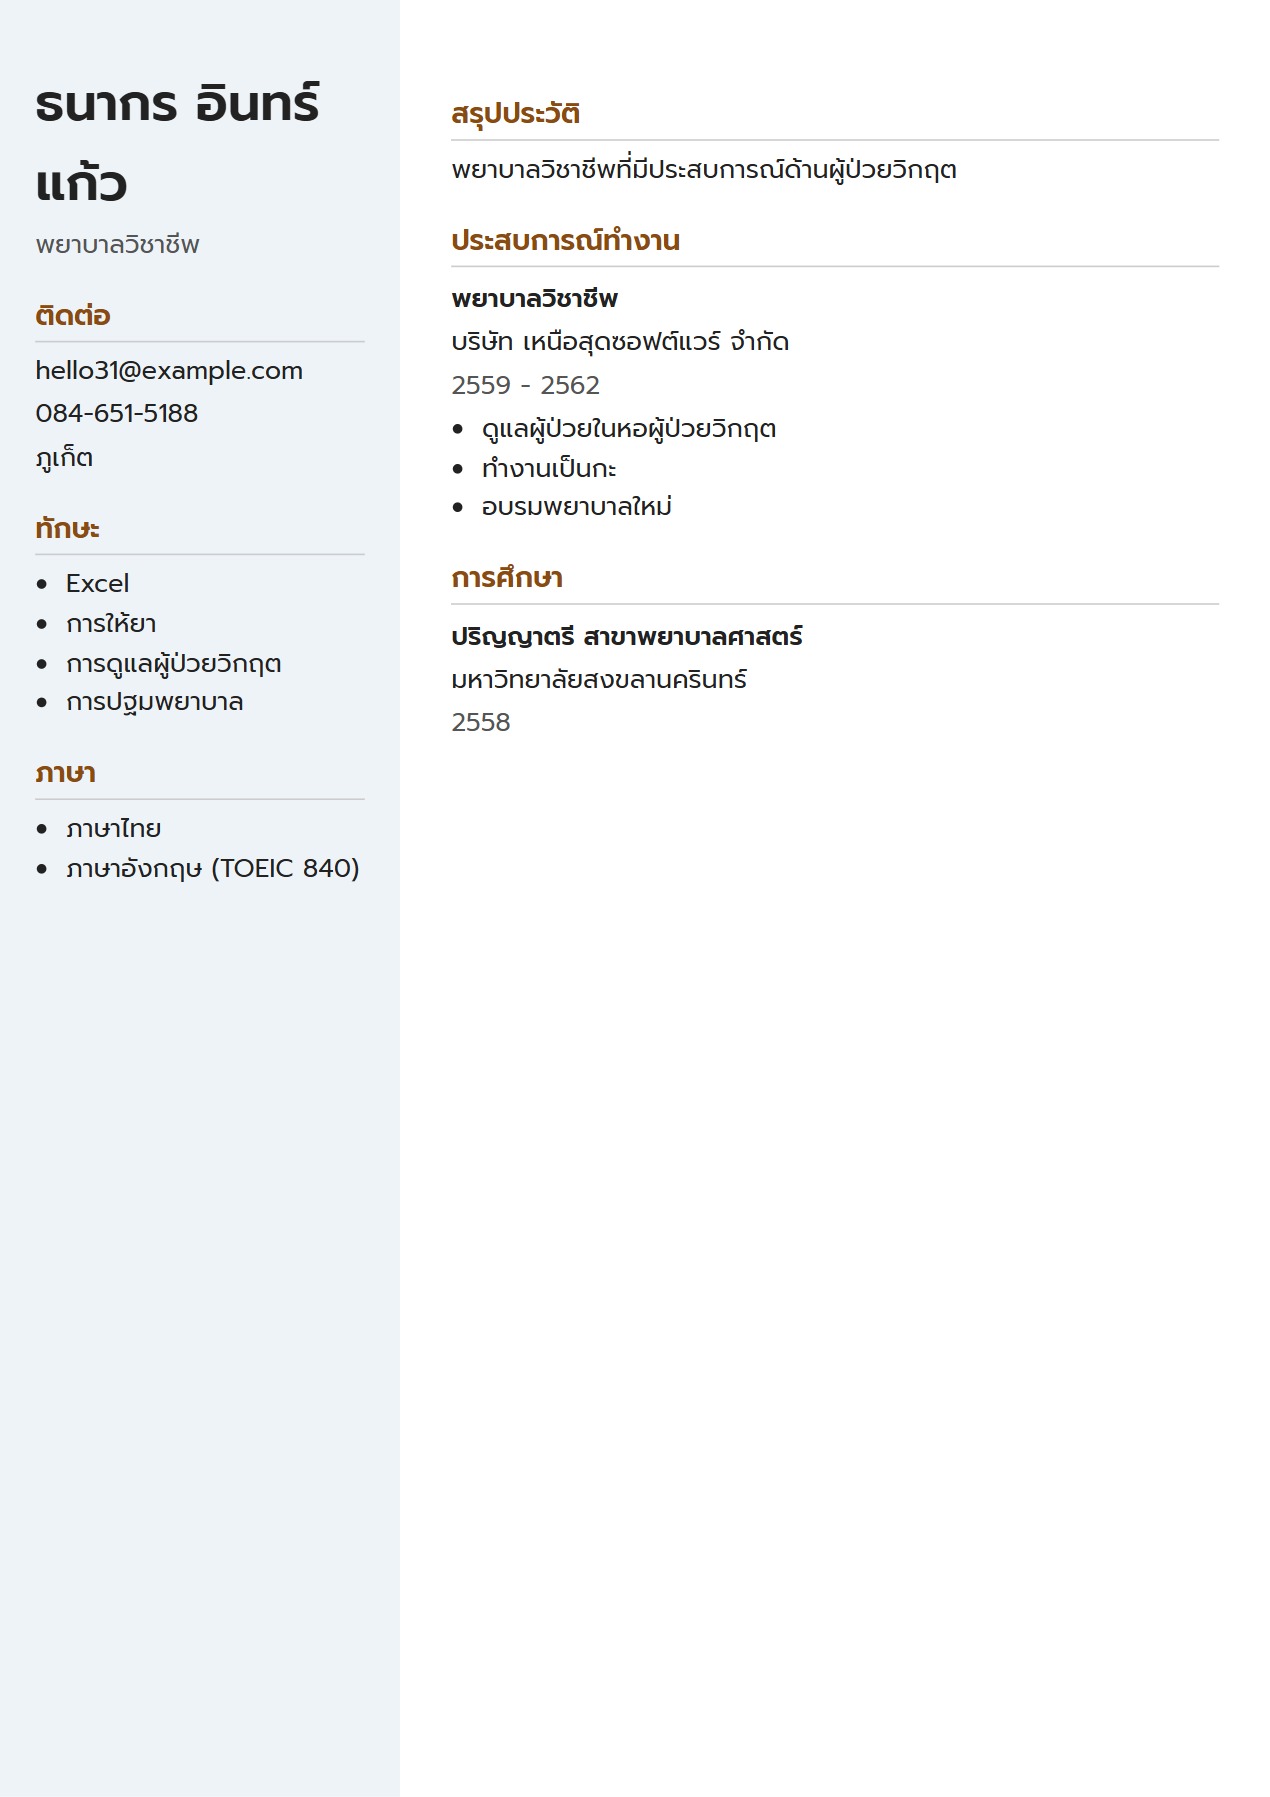 ธนากร อินทร์
แก้ว
พยาบาลวิชาชีพ
ติดต่อ
hello31@example.com
084-651-5188
ภูเก็ต
ทักษะ
• Excel
• การให้ยา
• การดูแลผู้ป่วยวิกฤต
• การปฐมพยาบาล
ภาษา
• ภาษาไทย
• ภาษาอังกฤษ (TOEIC 840)
สรุปประวัติ
พยาบาลวิชาชีพที่มีประสบการณ์ด้านผู้ป่วยวิกฤต
ประสบการณ์ทำงาน
พยาบาลวิชาชีพ
บริษัท เหนือสุดซอฟต์แวร์ จำกัด
2559 - 2562
• ดูแลผู้ป่วยในหอผู้ป่วยวิกฤต
• ทำงานเป็นกะ
• อบรมพยาบาลใหม่
การศึกษา
ปริญญาตรี สาขาพยาบาลศาสตร์
มหาวิทยาลัยสงขลานครินทร์
2558